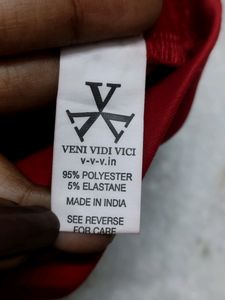 VENI VIDI VICI
v-v-v.in
95% POLYESTER
5% ELASTANE
MADE IN INDIA
SEE REVERSE
FOR CARE